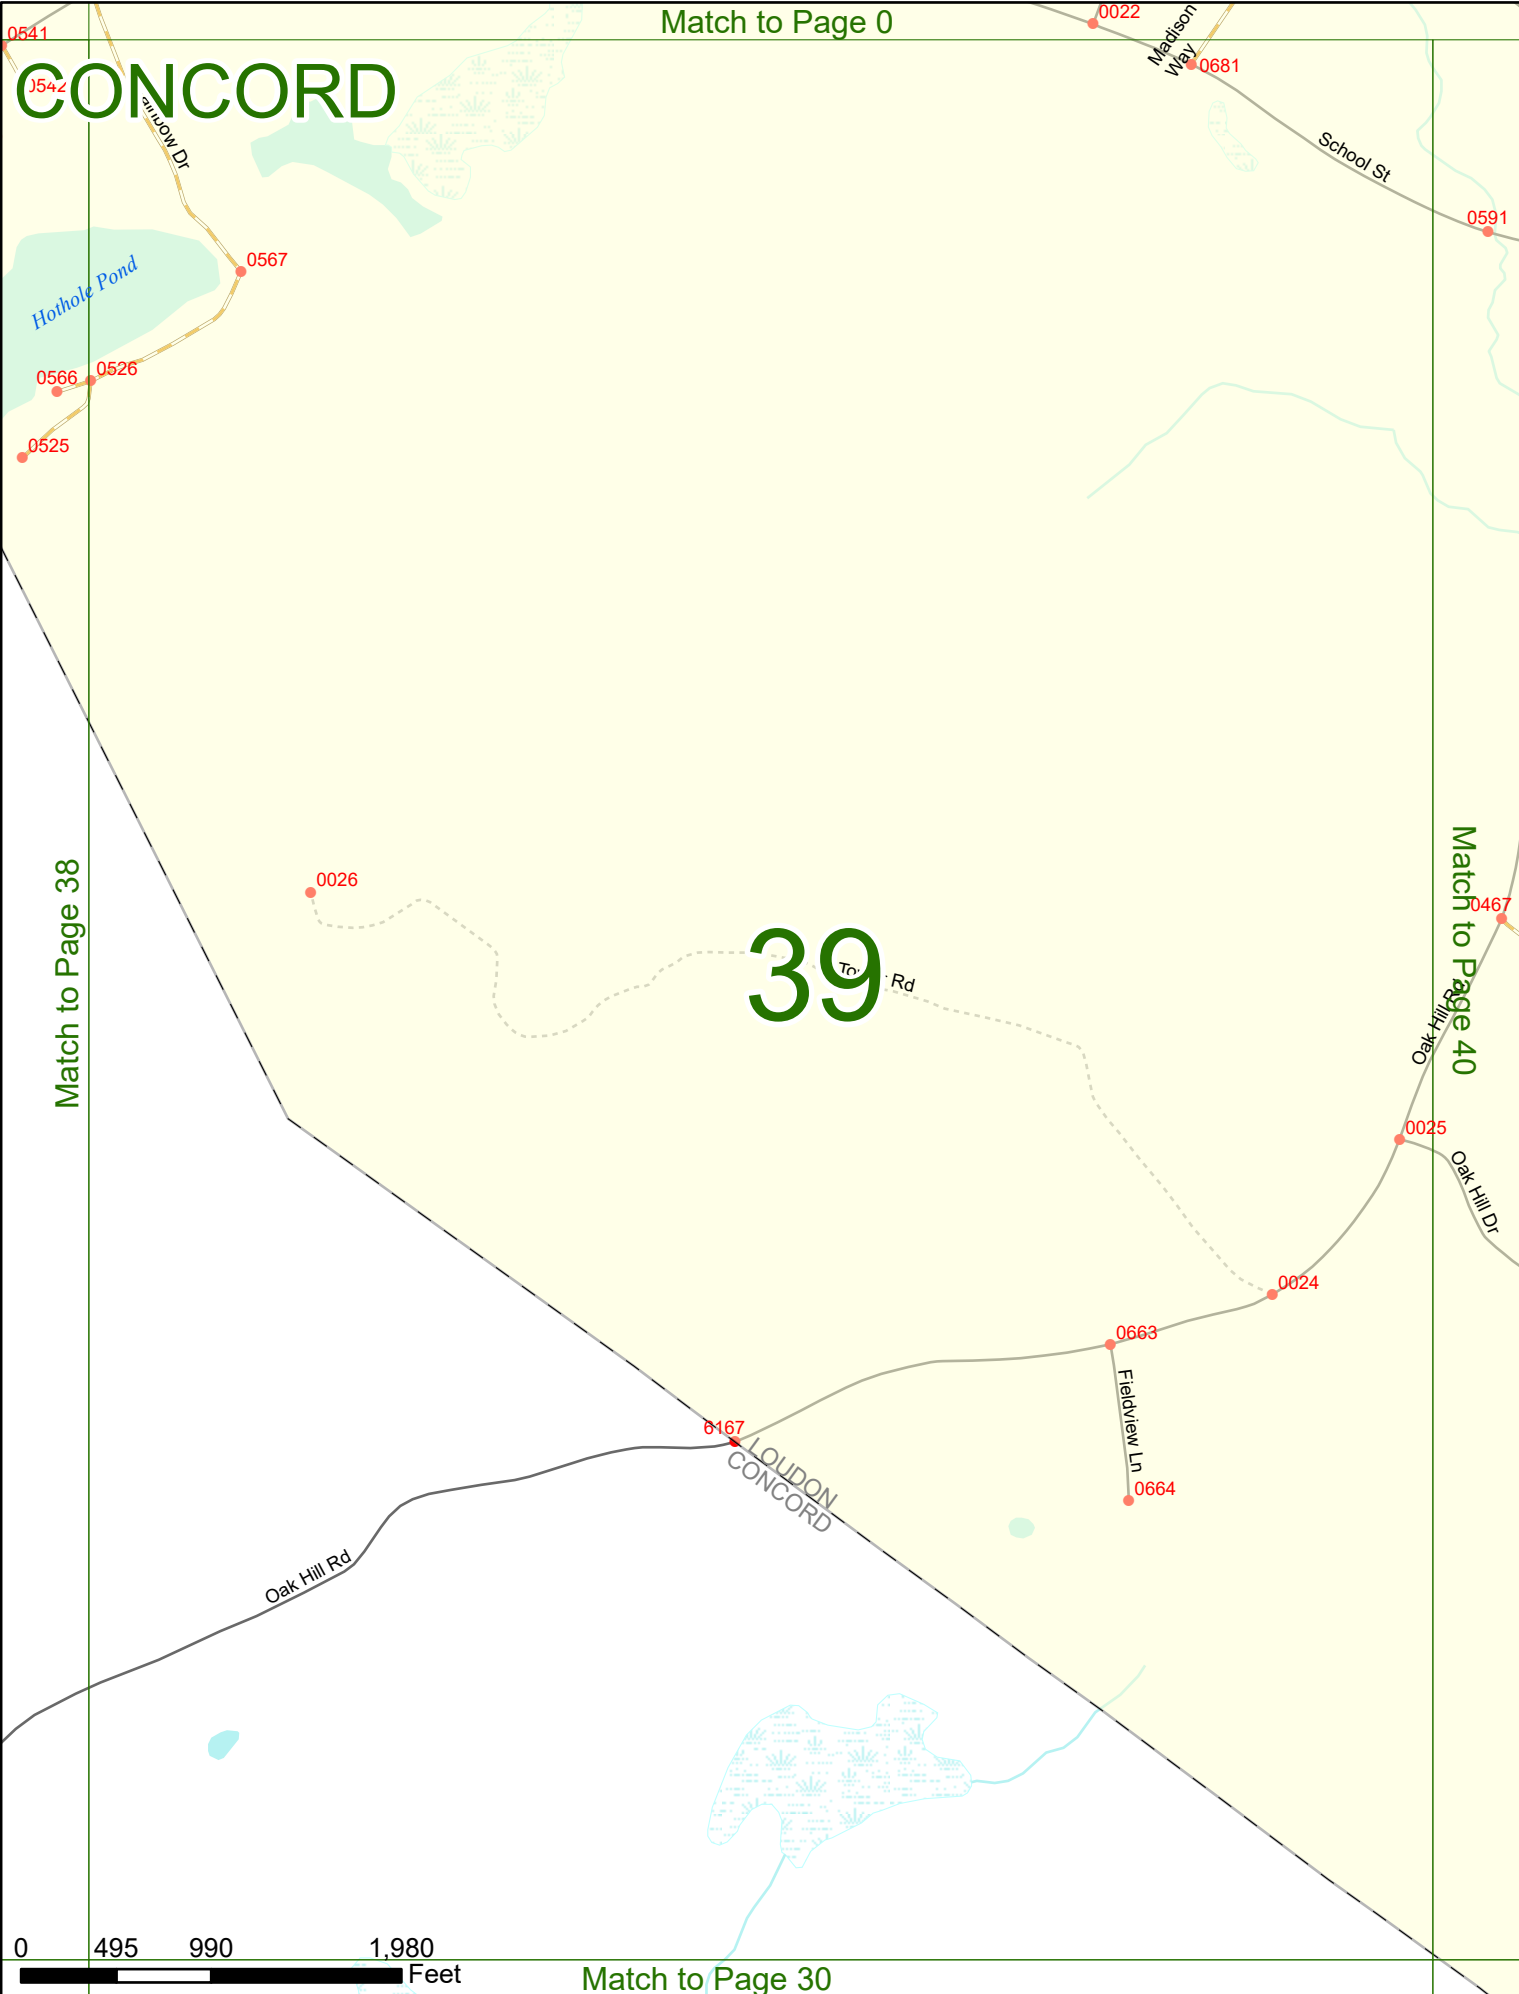 Match to Page 0
0022
0541
Madison
Way
0681
0542
CONCORD
Dr
School St
0591
0567
Hothole Pond
0566
0526
0525
Match to Page 38
0026
39
Rd
Match to Page 40
0467
Oak Hill Rd
0025
Oak Hill Dr
0024
0663
Fieldview Ln
6167
LOUDON
CONCORD
0664
Oak Hill Rd
0 495 990 1,980
Feet
Match to Page 30